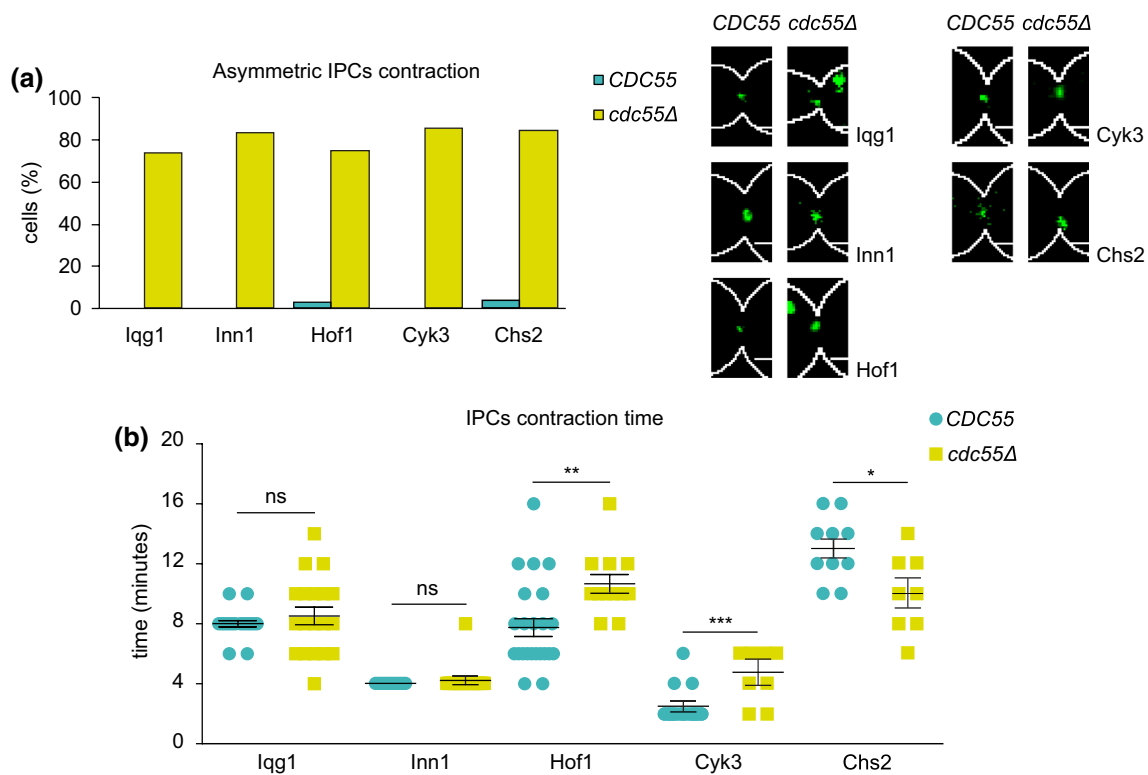 (a)
Asymmetric IPCs contraction
CDC55
cdc55Δ
cells (%)
100
80
60
40
20
0
Iqg1 Inn1 Hof1 Cyk3 Chs2
CDC55 cdc55Δ
Iqg1
Inn1
Hof1
CDC55 cdc55Δ
Cyk3
Chs2
(b)
IPCs contraction time
CDC55
cdc55Δ
time (minutes)
20
16
12
8
4
0
ns
ns
**
***
*
Iqg1 Inn1 Hof1 Cyk3 Chs2